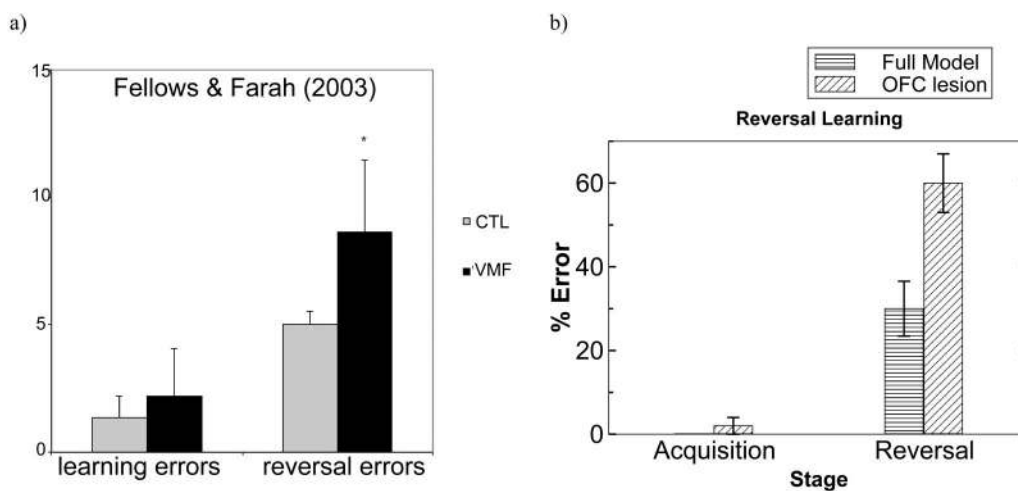 a)
15
Fellows & Farah (2003)
*
10
5
0
learning errors
reversal errors
CTL
VMF
b)
Full Model
OFC lesion
Reversal Learning
% Error
60
40
20
0
Acquisition
Reversal
Stage